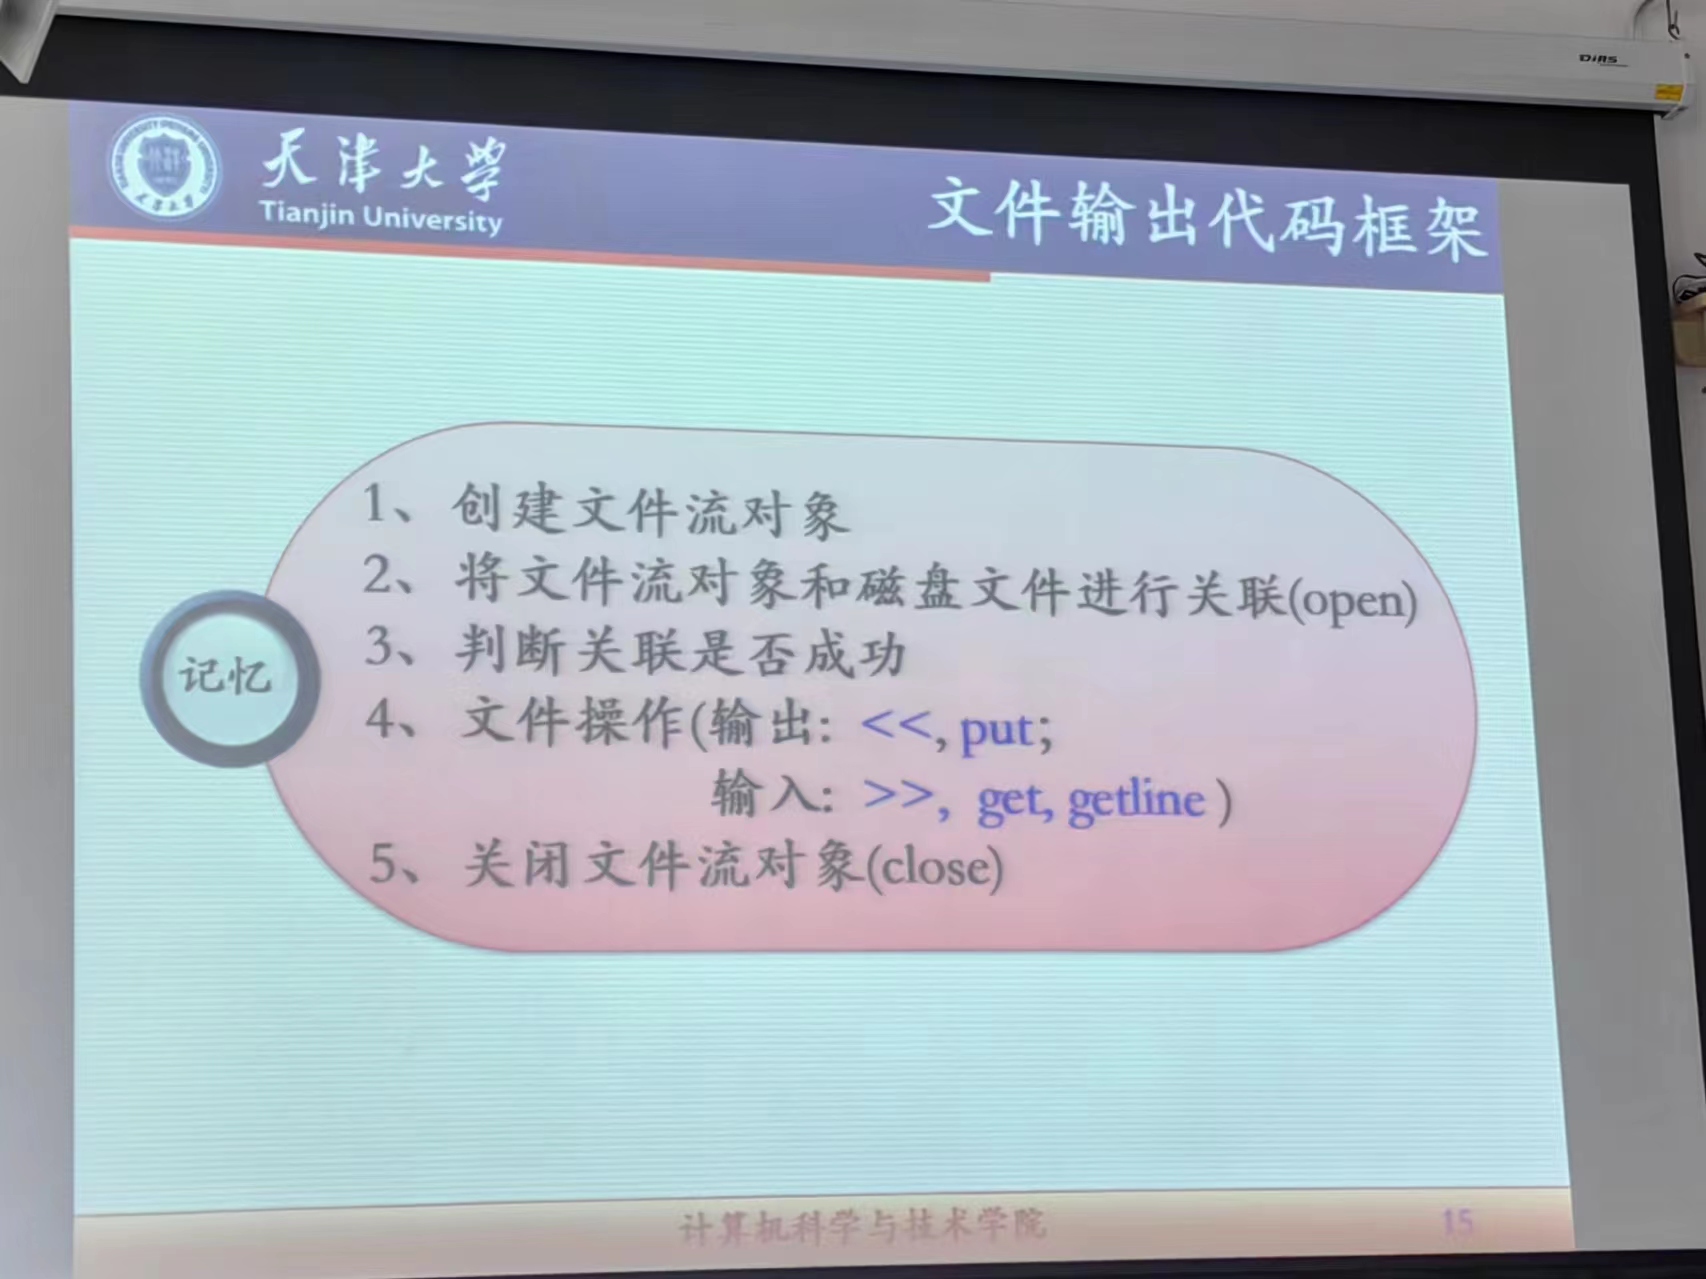 DiRS
天津大学
Tianjin University
文件输出代码框架
记忆
1、创建文件流对象
2、将文件流对象和磁盘文件进行关联(open)
3、判断关联是否成功
4、文件操作(输出: <<, put;
输入: >>, get, getline )
5、关闭文件流对象(close)
计算机科学与技术学院
15